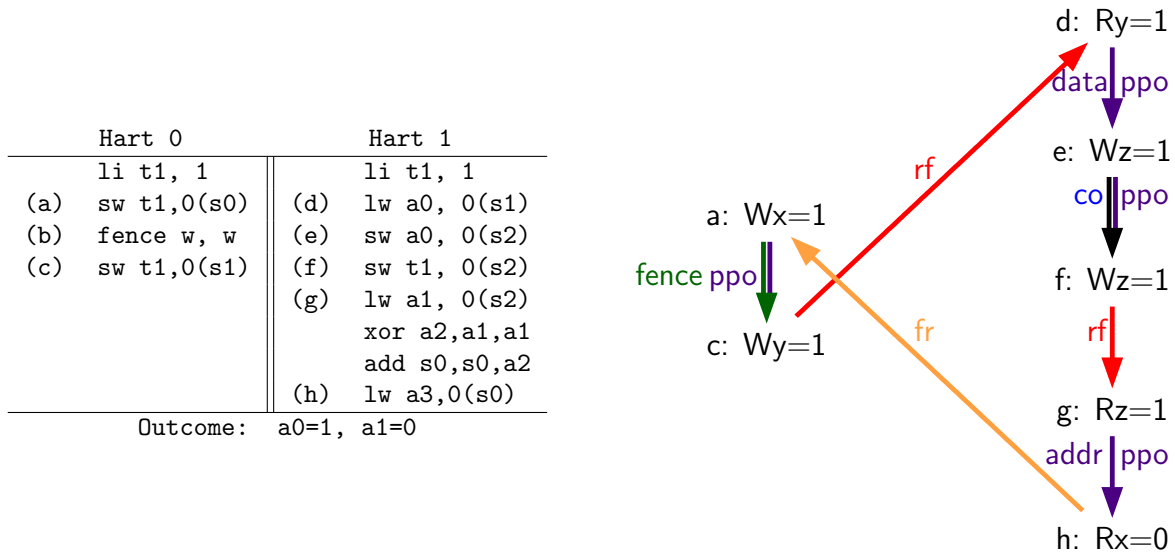 Hart 0 Hart 1
li t1, 1 li t1, 1
(a) sw t1,0(s0) (d) lw a0, 0(s1)
(b) fence w, w (e) sw a0, 0(s2)
(c) sw t1,0(s1) (f) sw t1, 0(s2)
(g) lw a1, 0(s2)
xor a2,a1,a1
add s0,s0,a2
(h) lw a3,0(s0)
Outcome: a0=1, a1=0
d: Ry=1
data ppo
e: Wz=1
rf
co ppo
a: Wx=1
fence ppo
f: Wz=1
c: Wy=1
fr
rf
g: Rz=1
addr ppo
h: Rx=0